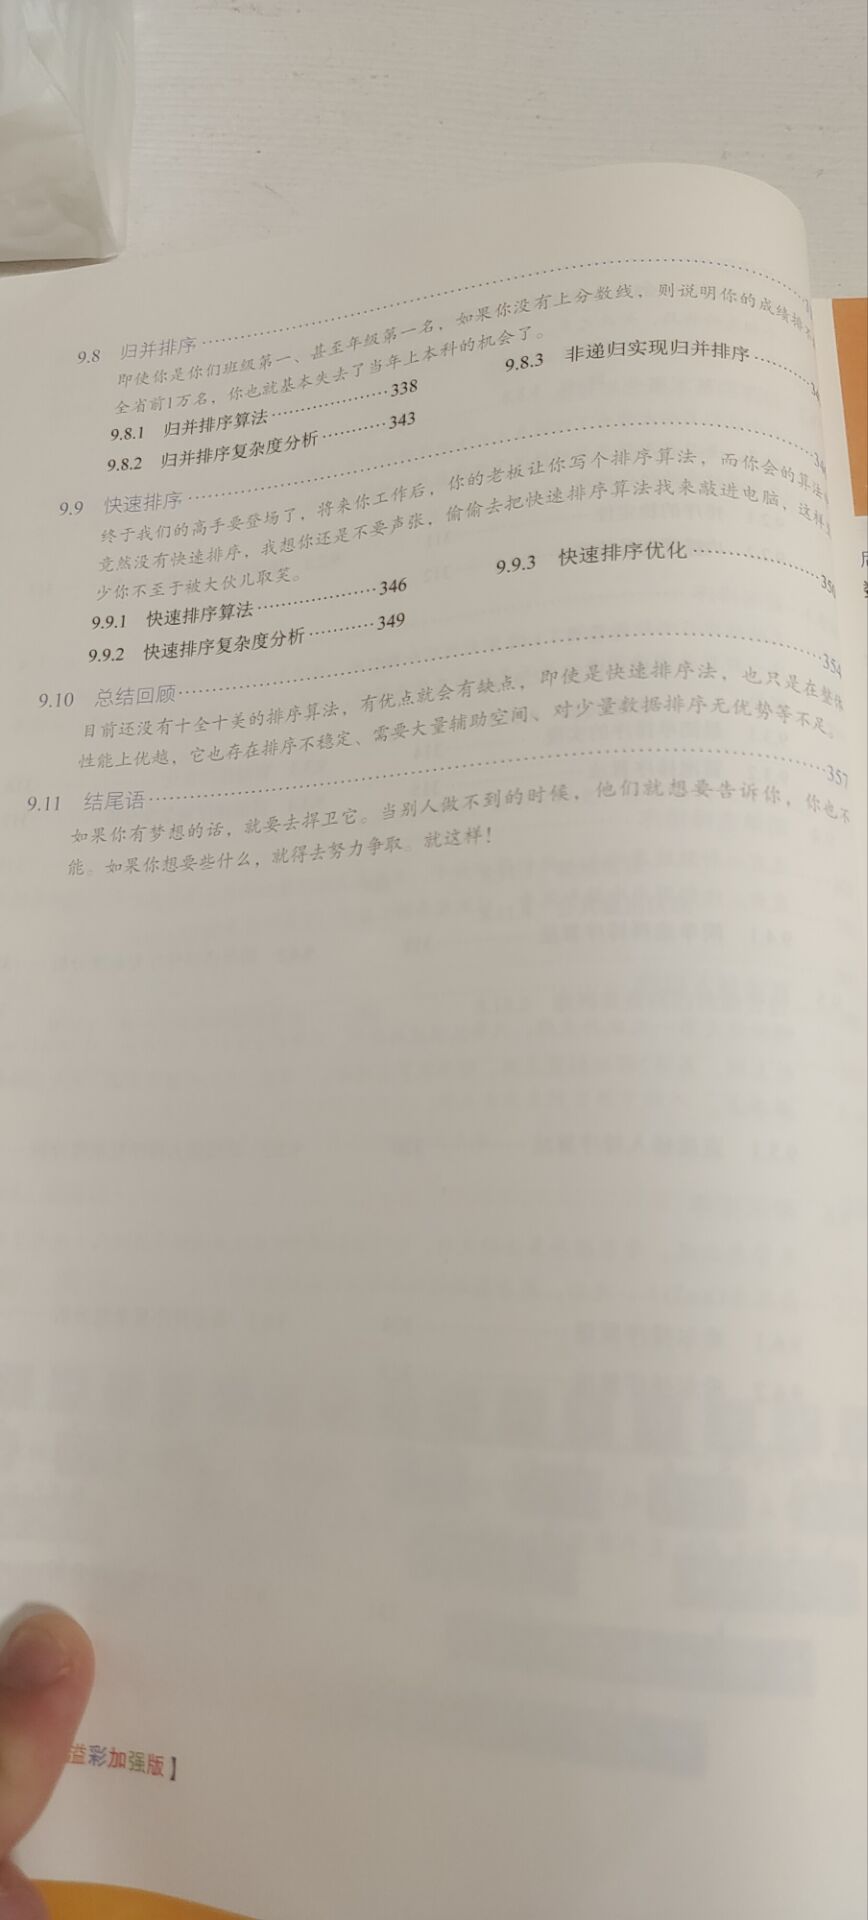 9.8 归并排序
即使你是你们班级第一、甚至年级第一名，如果你没有上分数线，则说明你的成绩排不
全省前1万名，你也就基本失去了当年上本科的机会了。
9.8.1 归并排序算法 338
9.8.2 归并排序复杂度分析 343
9.8.3 非递归实现归并排序
9.9 快速排序
终于我们的高手要登场了，将来你工作后，你的老板让你写个排序算法，而你会的算法
竟然没有快速排序，我想你还是不要声张，偷偷去把快速排序算法找来敲进电脑，这样
少你不至于被大伙儿取笑。
9.9.1 快速排序算法 346
9.9.2 快速排序复杂度分析 349
9.9.3 快速排序优化 350
9.10 总结回顾 354
目前还没有十全十美的排序算法，有优点就会有缺点，即使是快速排序法，也只是在整体
性能上优越，它也存在排序不稳定、需要大量辅助空间、对少量数据排序无优势等不足。
9.11 结尾语 357
如果你有梦想的话，就要去捍卫它。当别人做不到的时候，他们就想要告诉你，你也不
能。如果你想要些什么，就得去努力争取。就这样！
溢彩加强版】